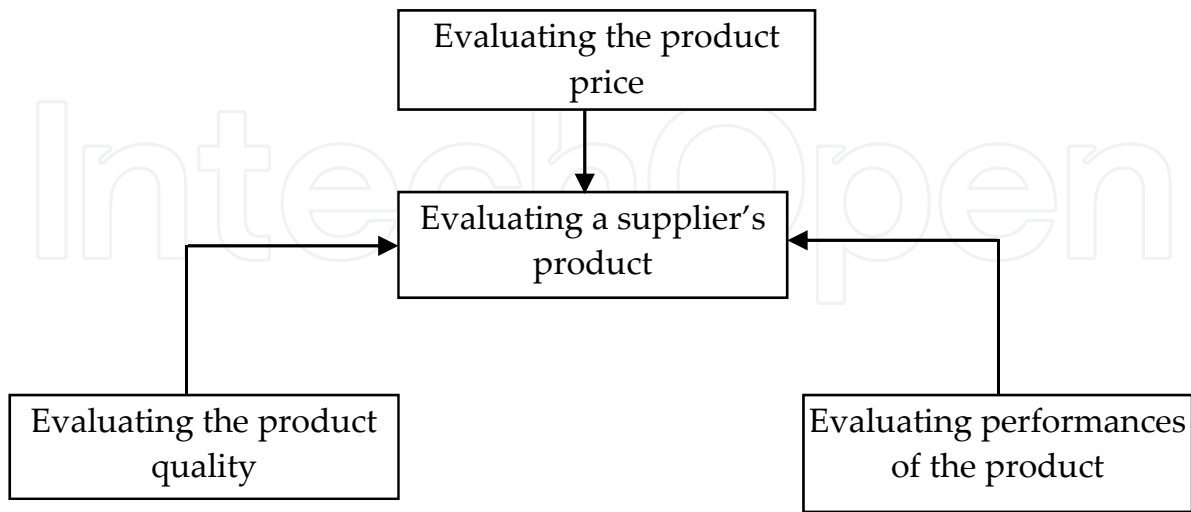 Evaluating the product
price
IntechOpen
Evaluating a supplier’s
product
Evaluating the product
quality
Evaluating performances
of the product